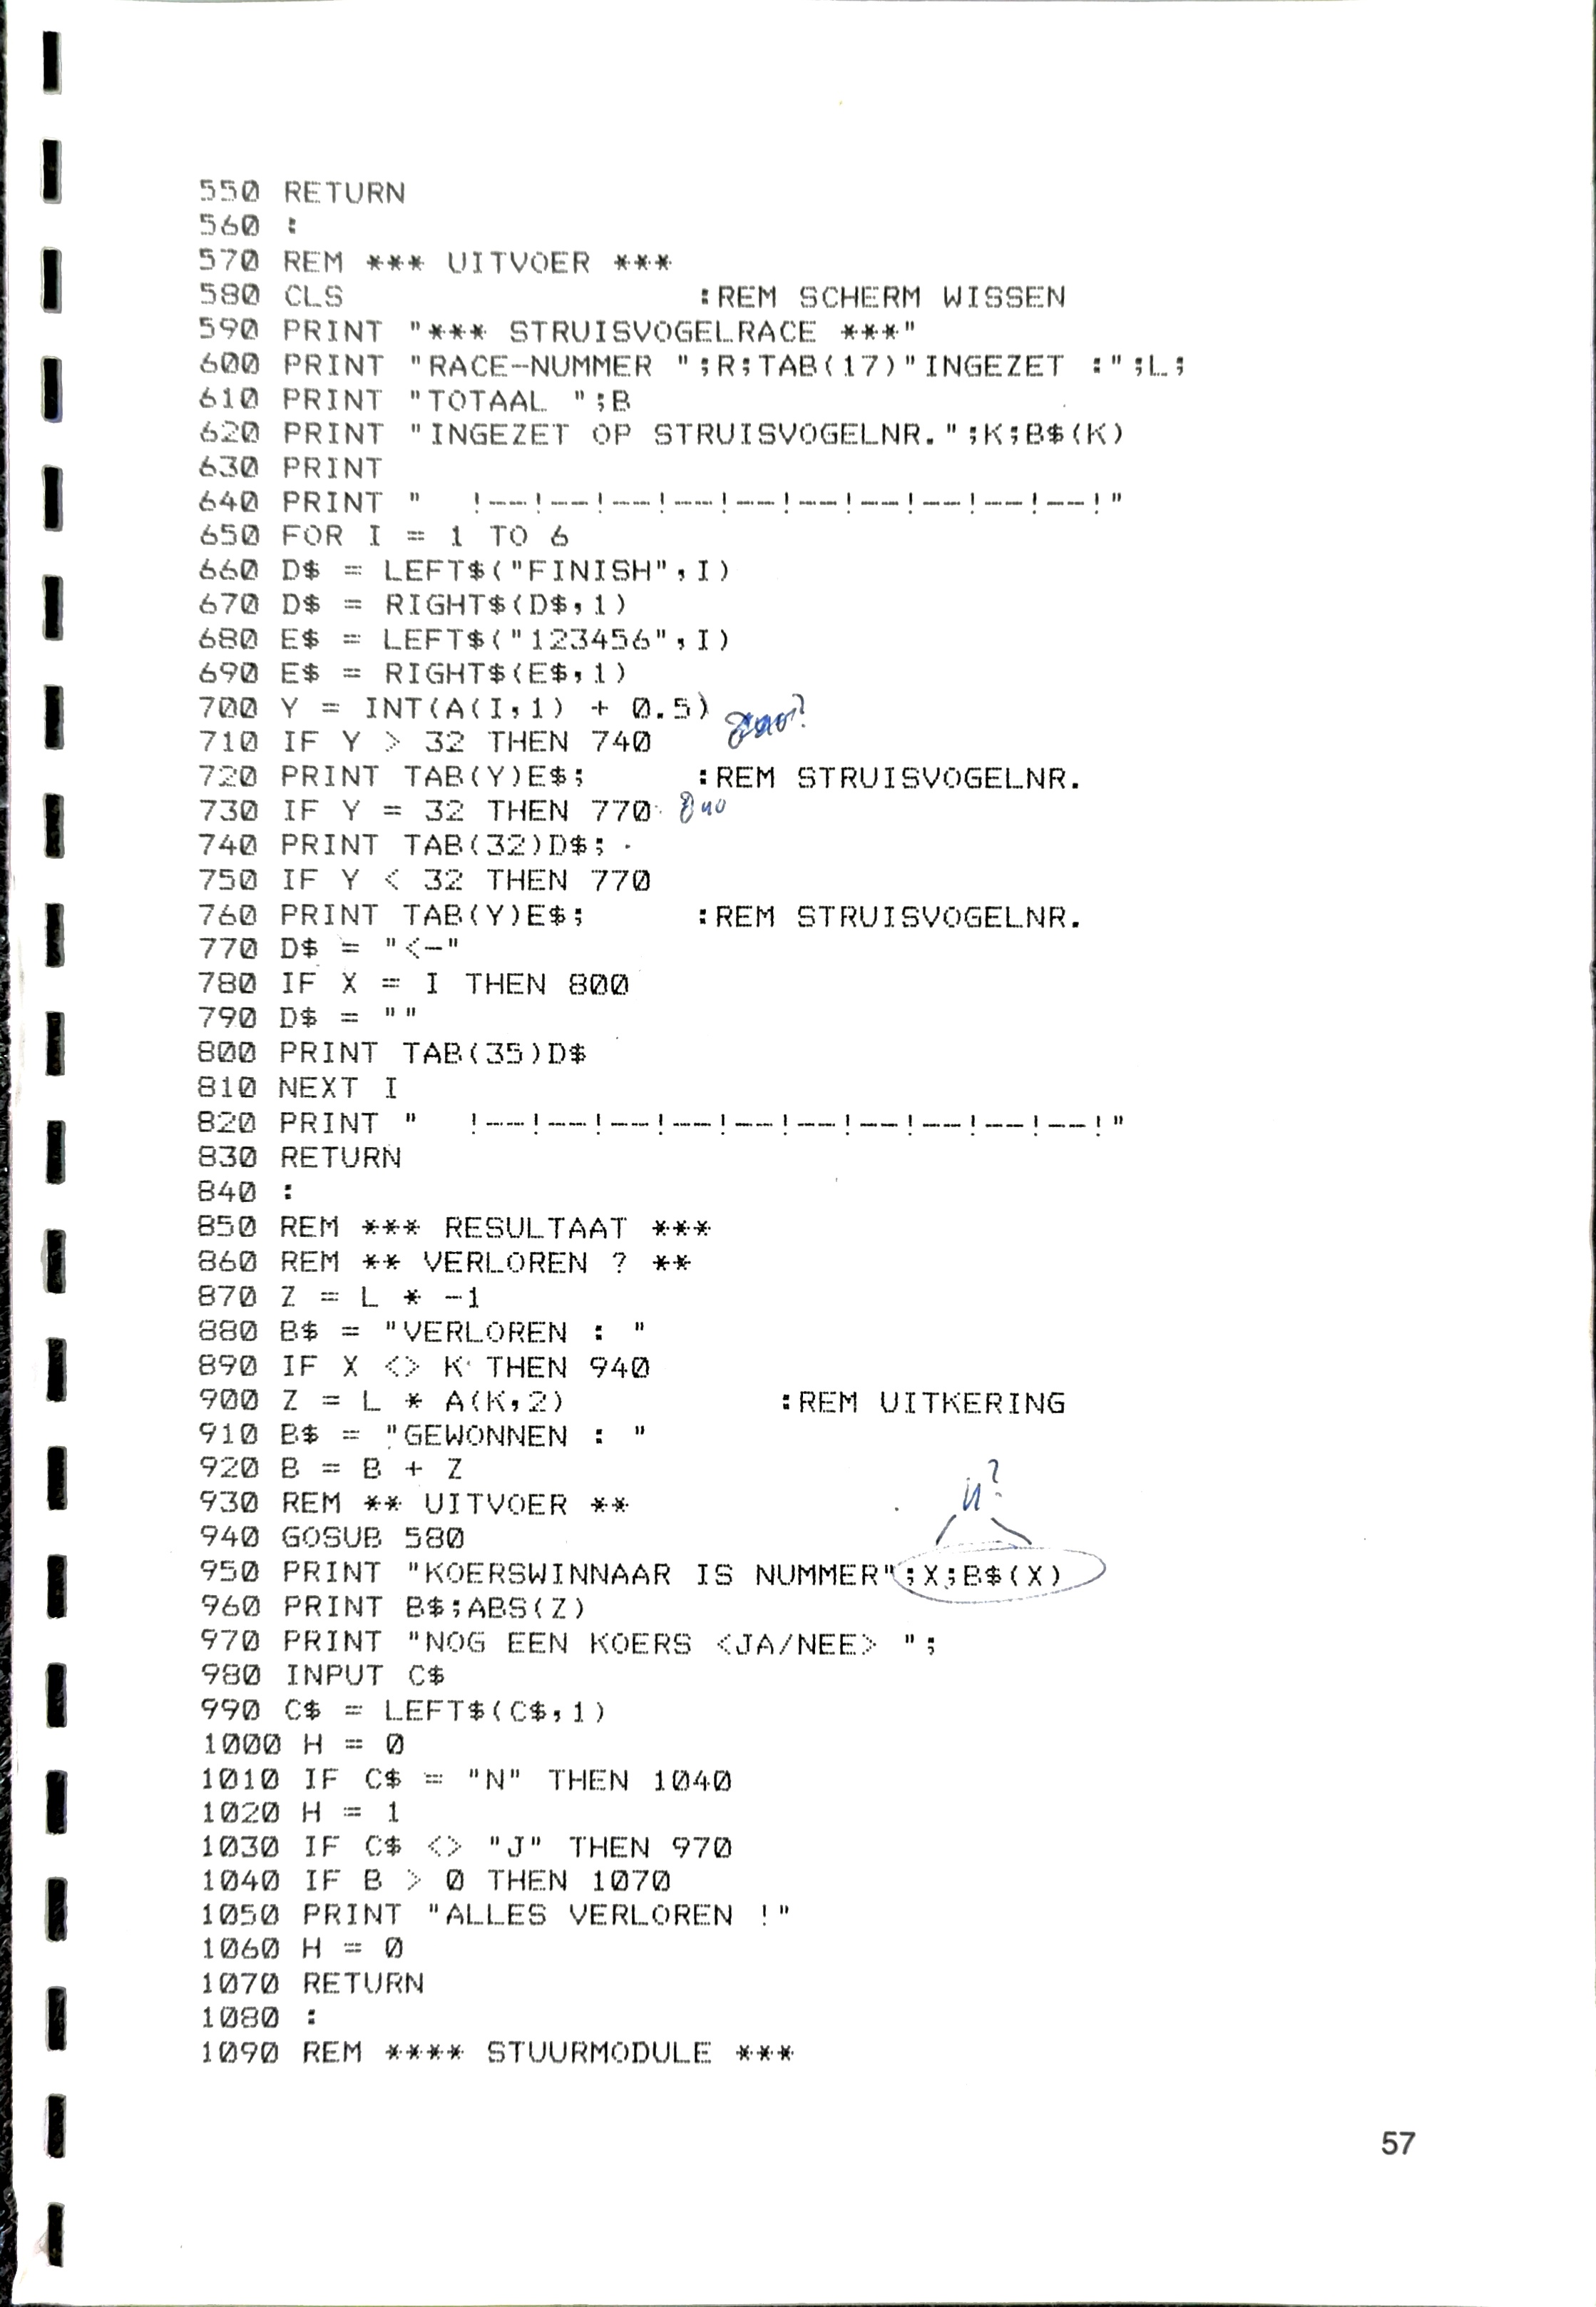 550 RETURN
560 :
570 REM *** UITVOER ***
580 CLS :REM SCHERM WISSEN
590 PRINT "*** STRUISVOGELRACE ***"
600 PRINT "RACE-NUMMER ";R;TAB(17)"INGEZET :";L;
610 PRINT "TOTAAL ";B
620 PRINT "INGEZET OP STRUISVOGELNR.";K;B$(K)
630 PRINT
640 PRINT "  !--!--!--!--!--!--!--!--!--!--!"
650 FOR I = 1 TO 6
660 D$ = LEFT$("FINISH",I)
670 D$ = RIGHT$(D$,1)
680 E$ = LEFT$("123456",I)
690 E$ = RIGHT$(E$,1)
700 Y = INT(A(I,1) + 0.5)
710 IF Y > 32 THEN 740
720 PRINT TAB(Y)E$; :REM STRUISVOGELNR.
730 IF Y = 32 THEN 770
740 PRINT TAB(32)D$;
750 IF Y < 32 THEN 770
760 PRINT TAB(Y)E$; :REM STRUISVOGELNR.
770 D$ = "<-"
780 IF X = I THEN 800
790 D$ = ""
800 PRINT TAB(35)D$
810 NEXT I
820 PRINT "  !--!--!--!--!--!--!--!--!--!--!"
830 RETURN
840 :
850 REM *** RESULTAAT ***
860 REM ** VERLOREN ? **
870 Z = L * -1
880 B$ = "VERLOREN : "
890 IF X <> K THEN 940
900 Z = L * A(K,2) :REM UITKERING
910 B$ = "GEWONNEN : "
920 B = B + Z
930 REM ** UITVOER **
940 GOSUB 580
950 PRINT "KOERSWINNAAR IS NUMMER";X;B$(X)
960 PRINT B$;ABS(Z)
970 PRINT "NOG EEN KOERS <JA/NEE> ";
980 INPUT C$
990 C$ = LEFT$(C$,1)
1000 H = 0
1010 IF C$ = "N" THEN 1040
1020 H = 1
1030 IF C$ <> "J" THEN 970
1040 IF B > 0 THEN 1070
1050 PRINT "ALLES VERLOREN !"
1060 H = 0
1070 RETURN
1080 :
1090 REM **** STUURMODULE ***
57